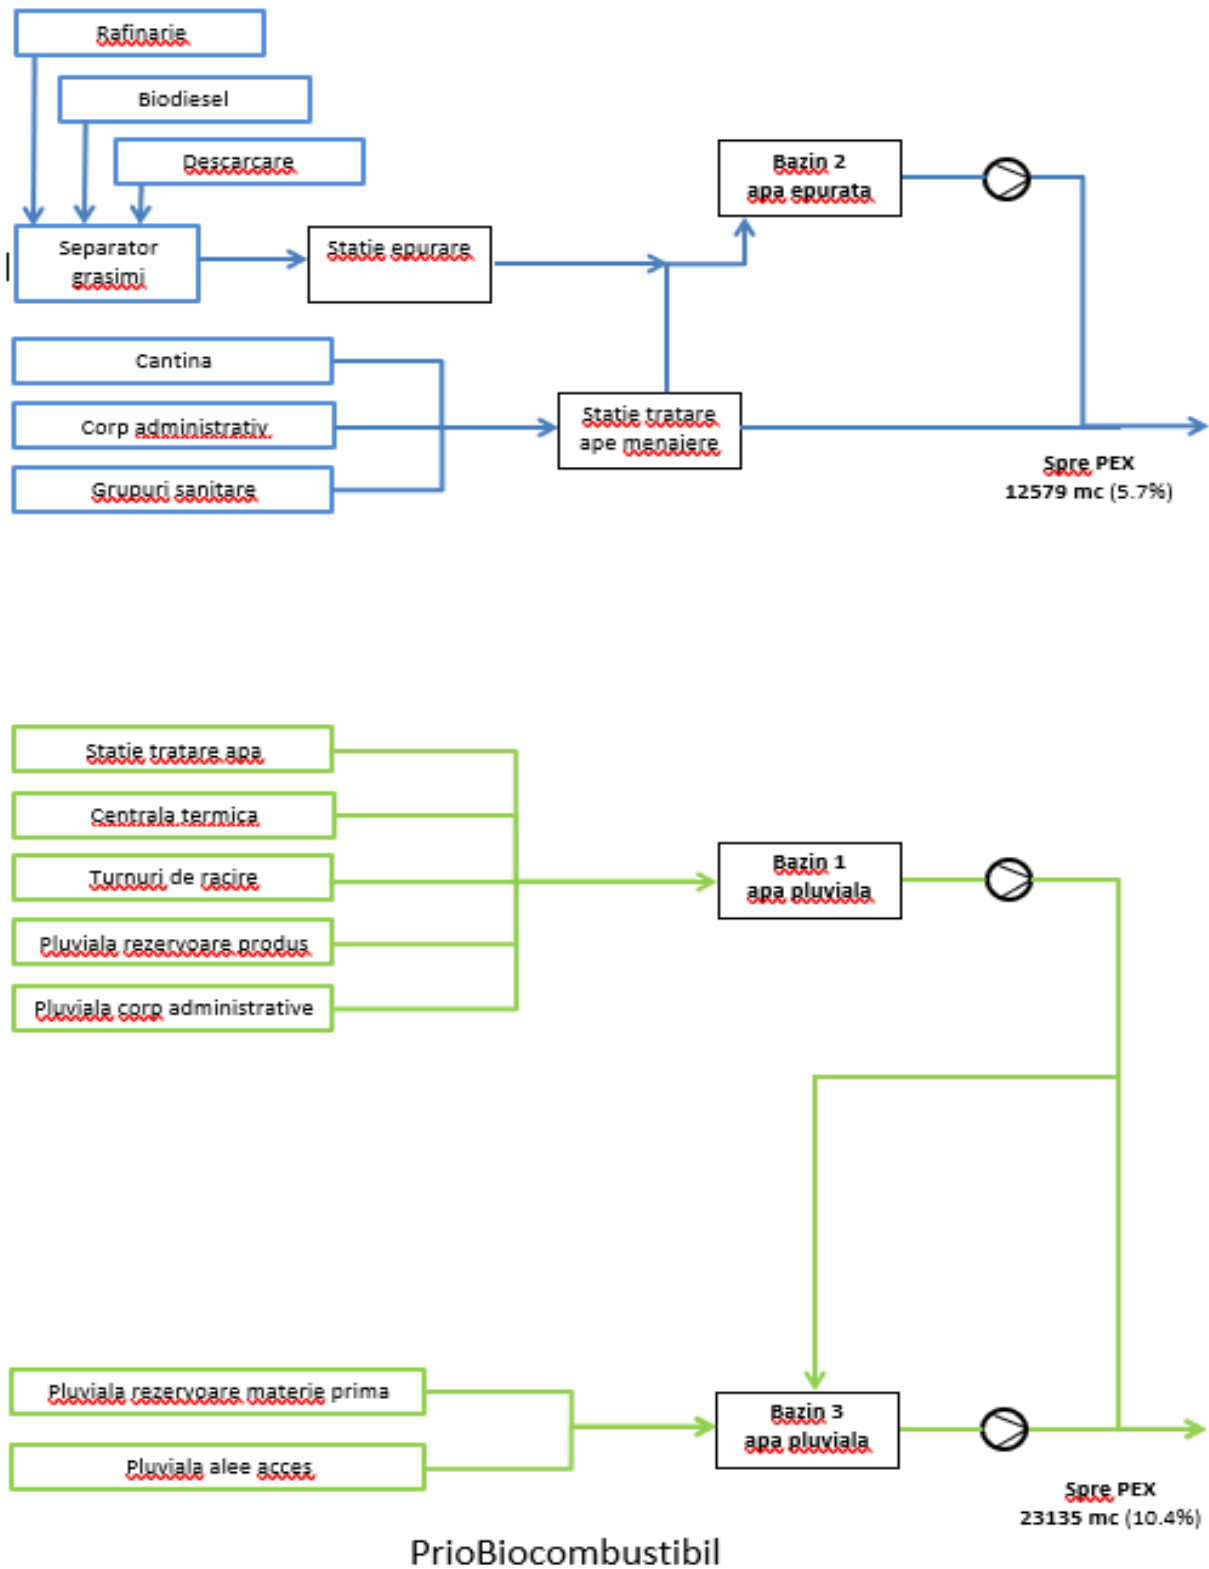 Rafinarie
Biodiesel
Descarcare
Separator
grasimi
Statie epurare
Bazin 2
apa epurata
Cantina
Corp administrativ
Grupuri sanitare
Statie tratare
ape menajere
Spre PEX
12579 mc (5.7%)
Statie tratare apa
Centrala termica
Turnuri de racire
Pluviala rezervoare produs
Pluviala corp administrative
Bazin 1
apa pluviala
Pluviala rezervoare materie prima
Pluviala alee acces
Bazin 3
apa pluviala
Spre PEX
23135 mc (10.4%)
PrioBiocombustibil